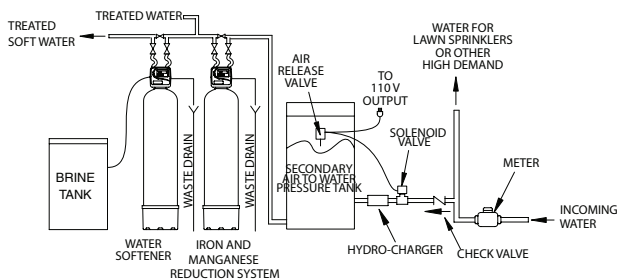 TREATED WATER
TREATED
SOFT WATER
WATER FOR
LAWN SPRINKLERS
OR OTHER
HIGH DEMAND
AIR
RELEASE
VALVE
TO
110 V
OUTPUT
SOLENOID
VALVE
METER
BRINE
TANK
WASTE DRAIN
WASTE DRAIN
SECONDARY
AIR TO WATER
PRESSURE TANK
INCOMING
WATER
HYDRO-CHARGER
CHECK VALVE
WATER
SOFTENER
IRON AND
MANGANESE
REDUCTION SYSTEM